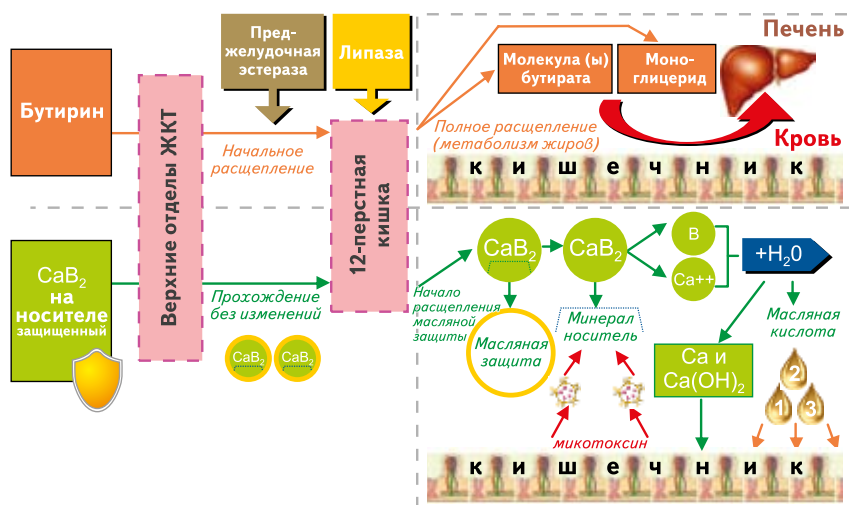 Бутирин
Верхние отделы ЖКТ
Пред-
желудочная
эстераза
Липаза
Начальное
расщепление
12-перстная
кишка
Молекула (ы)
бутирата
Моно-
глицерид
Печень
Полное расщепление
(метаболизм жиров)
Кровь
кишечник
CaB2
на
носителе
защищенный
Прохождение
без изменений
CaB2
CaB2
Начало
расщепления
масляной
защиты
CaB2
CaB2
B
Ca++
+H20
Масляная
защита
Минерал
носитель
Масляная
кислота
Ca и
Ca(OH)2
2
1
3
микотоксин
кишечник